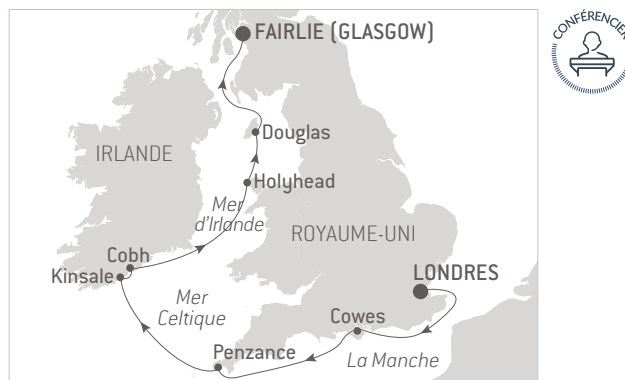 FAIRLIE (GLASGOW)
CONFÉRENCIER
Douglas
IRLANDE
Holyhead
Mer
d'Irlande
ROYAUME-UNI
Cobh
Kinsale
LONDRES
Mer
Celtique
Cowes
Penzance
La Manche